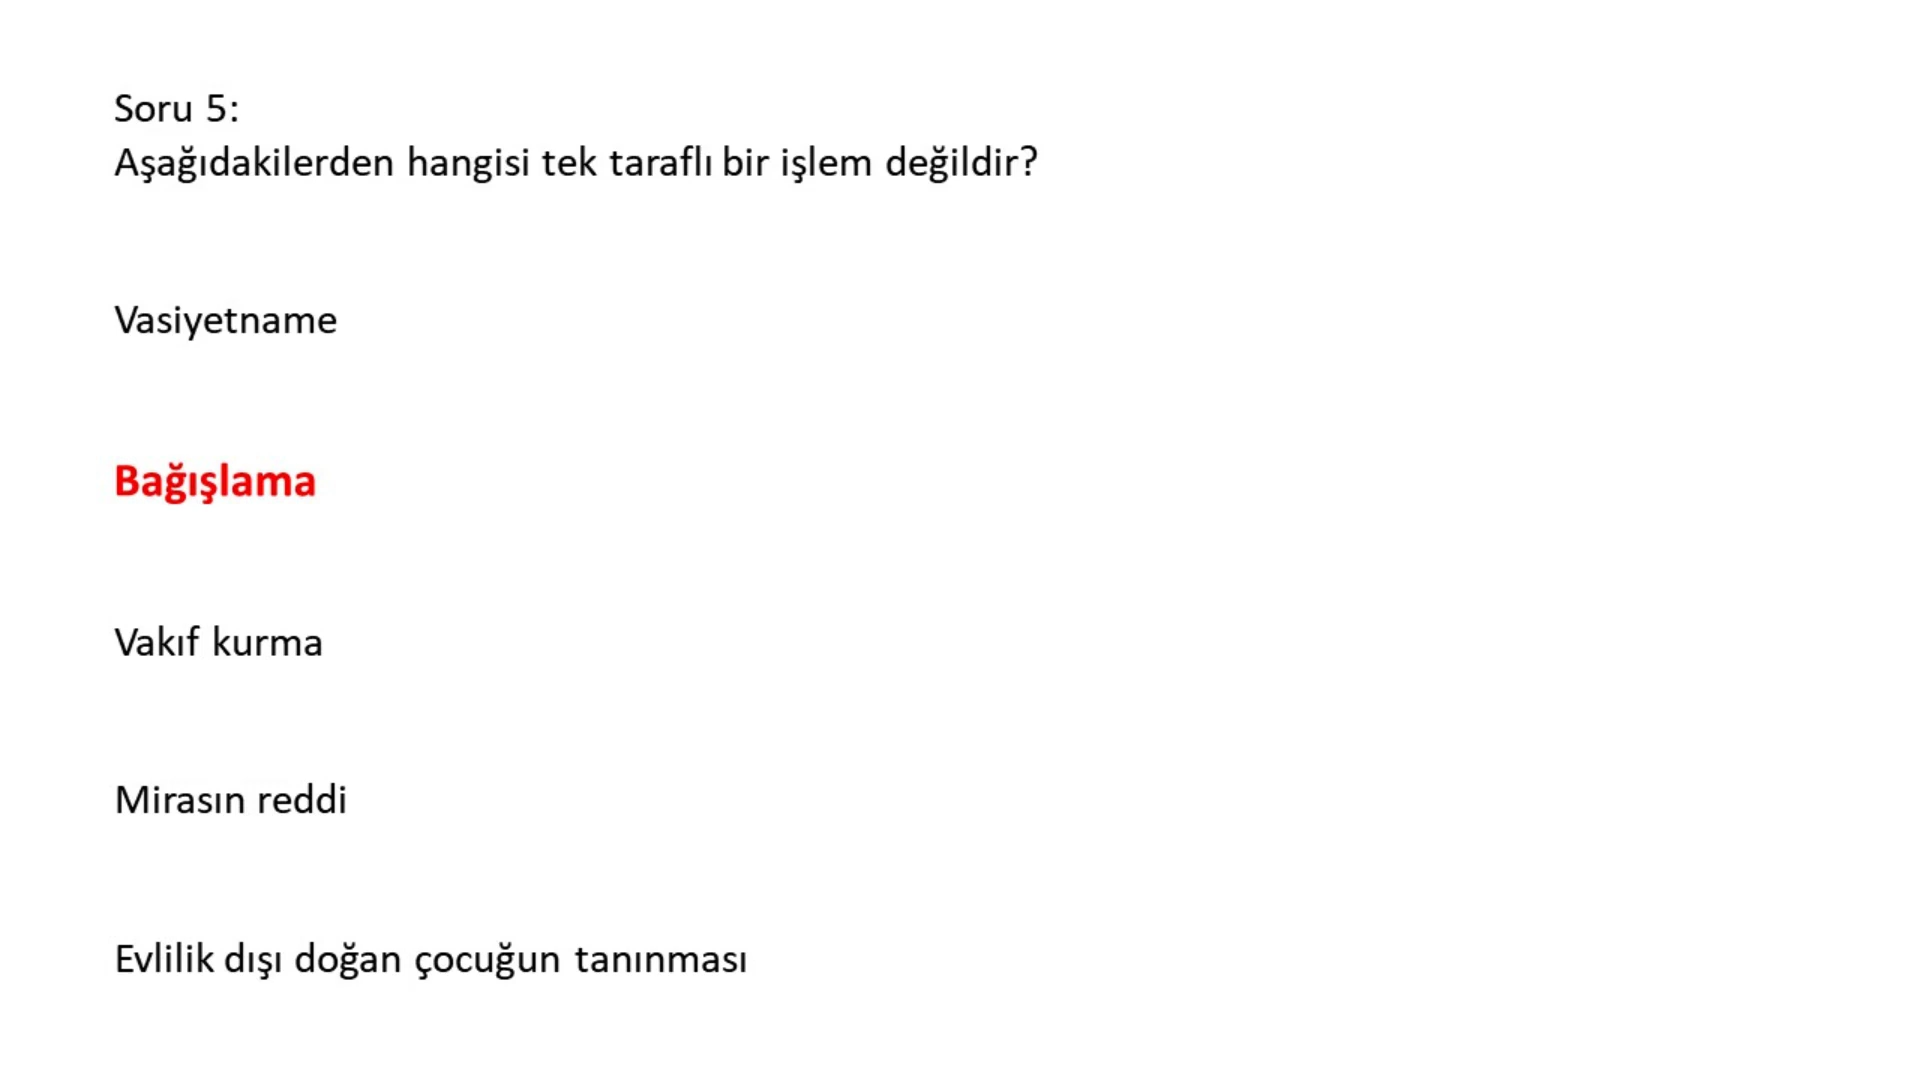 Soru 5:
Aşağıdakilerden hangisi tek taraflı bir işlem değildir?
Vasiyetname
Bağışlama
Vakıf kurma
Mirasın reddi
Evlilik dışı doğan çocuğun tanınması